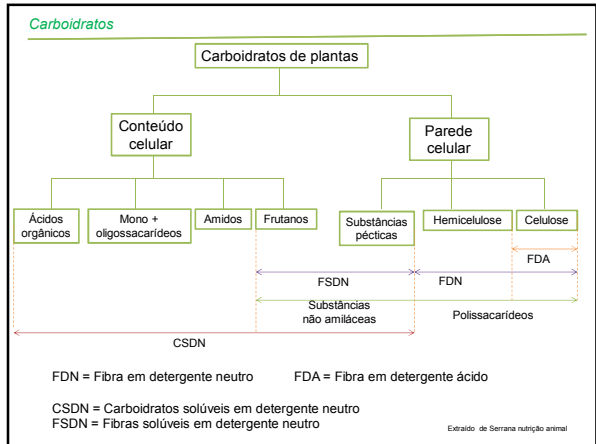 Carboidratos
Carboidratos de plantas
Conteúdo
celular
Parede
celular
Ácidos
orgânicos
Mono +
oligossacarídeos
Amidos
Frutanos
Substâncias
pécticas
Hemicelulose
Celulose
FDA
FSDN
FDN
Substâncias
não amiláceas
Polissacarídeos
CSDN
FDN = Fibra em detergente neutro
FDA = Fibra em detergente ácido
CSDN = Carboidratos solúveis em detergente neutro
FSDN = Fibras solúveis em detergente neutro
Extraído de Serrana nutrição animal